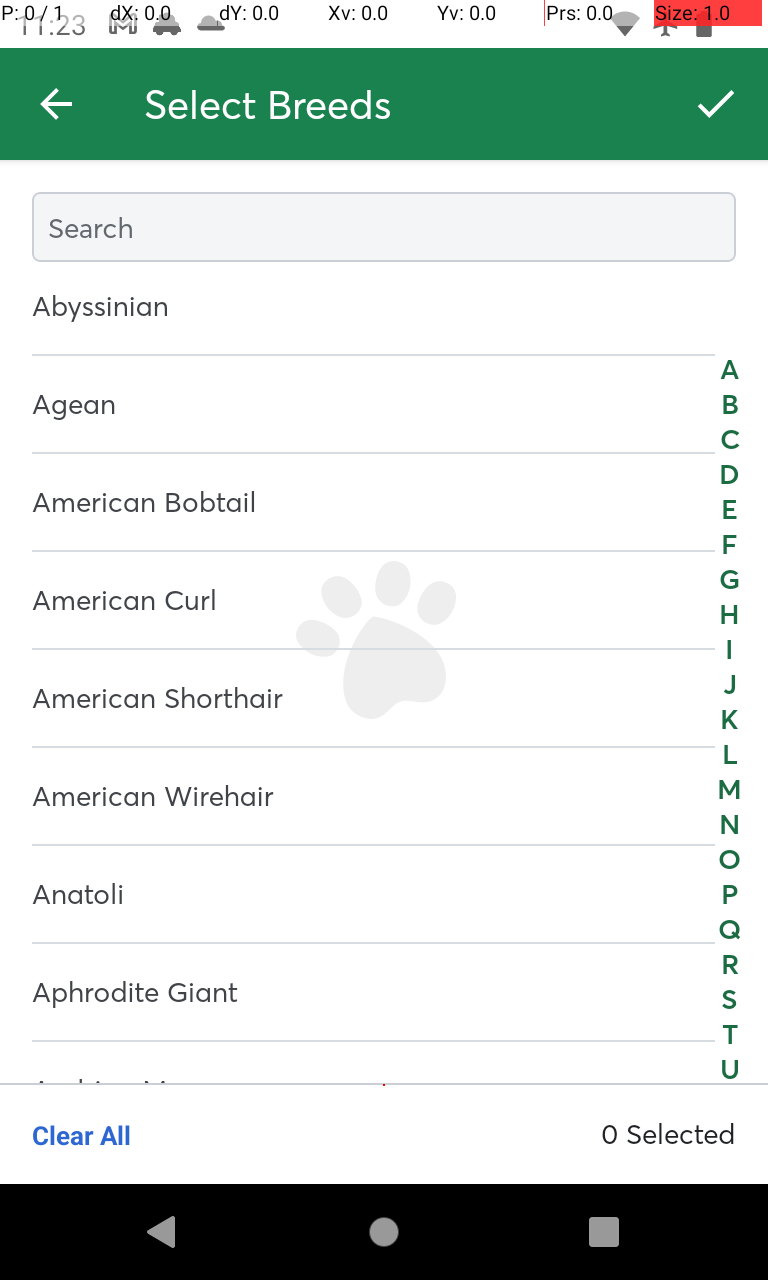 P: 0 / 1 dX: 0.0 dY: 0.0 Xv: 0.0 Yv: 0.0 Prs: 0.0 Size: 1.0
11:23
Select Breeds
Search
Abyssinian
Agean
American Bobtail
American Curl
American Shorthair
American Wirehair
Anatoli
Aphrodite Giant
A
B
C
D
E
F
G
H
I
J
K
L
M
N
O
P
Q
R
S
T
U
Clear All
0 Selected